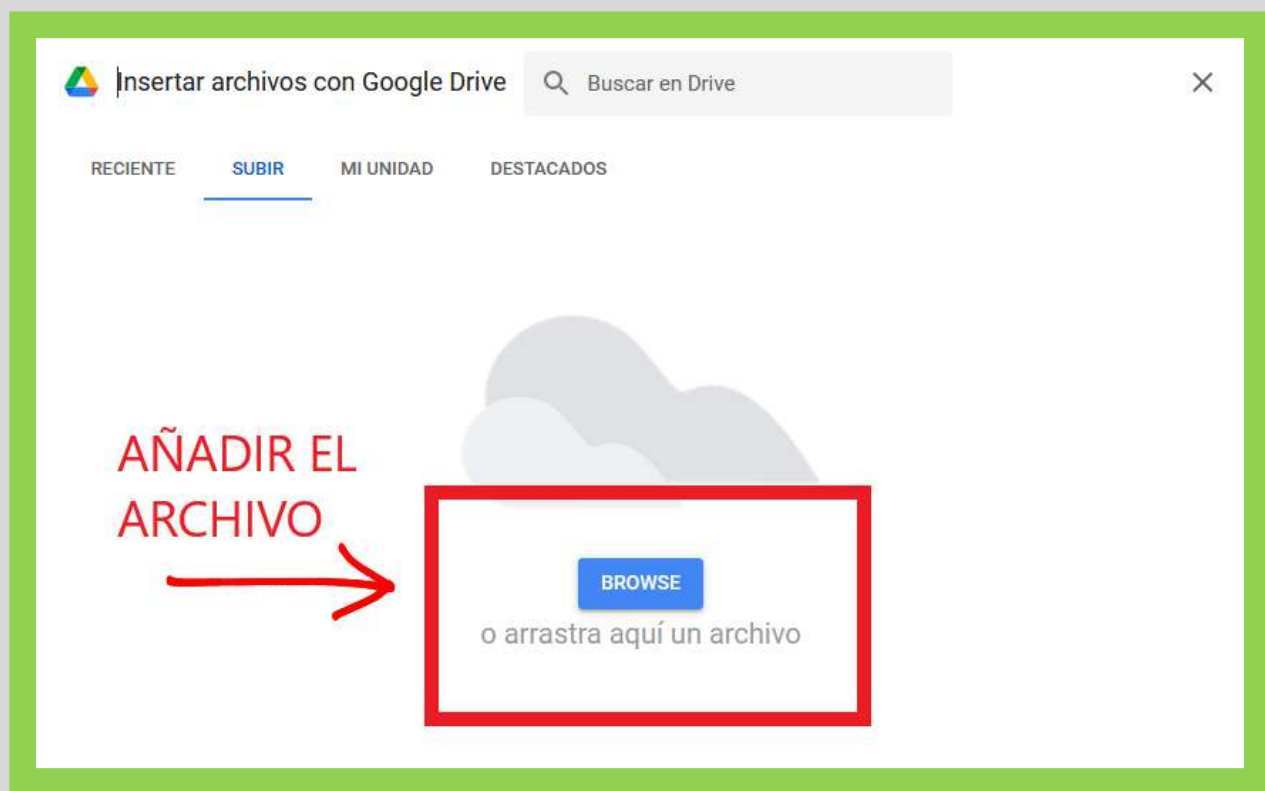 Insertar archivos con Google Drive
Buscar en Drive
RECIENTE
SUBIR
MI UNIDAD
DESTACADOS
AÑADIR EL
ARCHIVO
BROWSE
o arrastra aquí un archivo